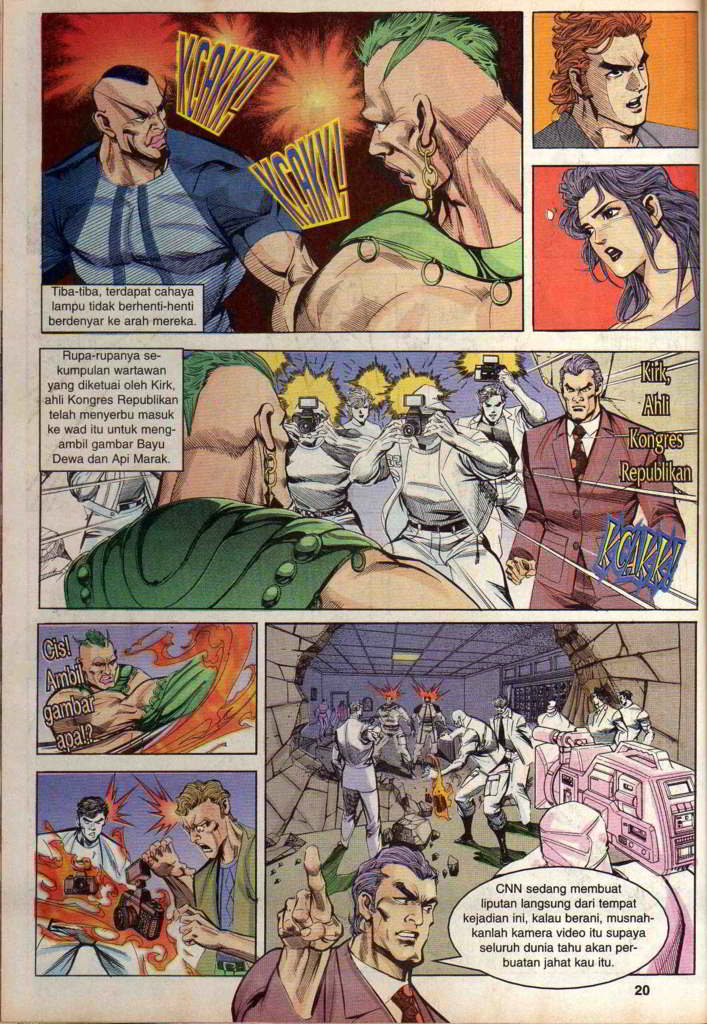 KCAKK!
KCAKK!
Tiba-tiba, terdapat cahaya
lampu tidak berhenti-henti
berdenyar ke arah mereka.
Rupa-rupanya se-
kumpulan wartawan
yang diketuai oleh Kirk,
ahli Kongres Republikan
telah menyerbu masuk
ke wad itu untuk meng-
ambil gambar Bayu
Dewa dan Api Marak.
Kirk,
Ahli
Kongres
Republikan
KCAKK!
Cis!
Ambil
gambar
apa!?
CNN sedang membuat
liputan langsung dari tempat
kejadian ini, kalau berani, musnah-
kanlah kamera video itu supaya
seluruh dunia tahu akan per-
buatan jahat kau itu.
20